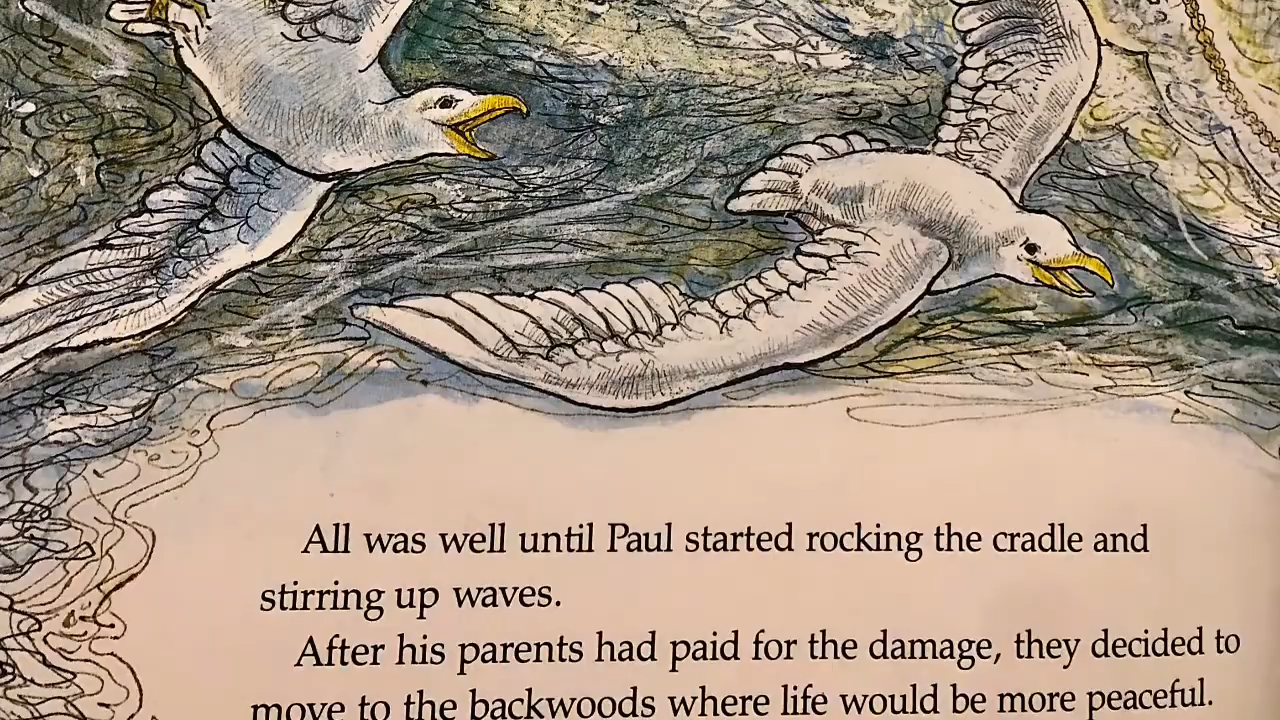 All was well until Paul started rocking the cradle and
stirring up waves.
After his parents had paid for the damage, they decided to
move to the backwoods where life would be more peaceful.